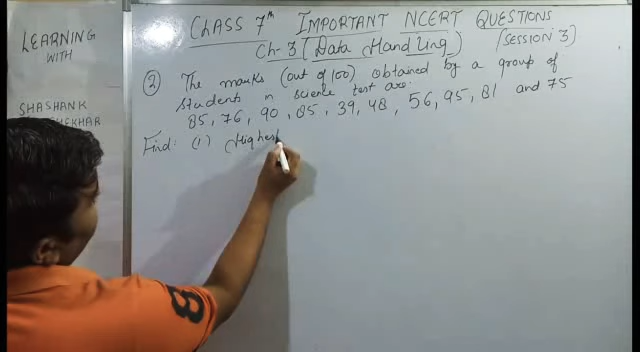 LEARNING
WITH
SHASHANK
SHEKHAR
CLASS 7th IMPORTANT NCERT QUESTIONS
Ch-3 (Data Handling) (SESSION 3)
② The marks (out of 100) obtained by a group of
students in science test are:
85, 76, 90, 85, 39, 48, 56, 95, 81 and 75
Find: (i) Highest